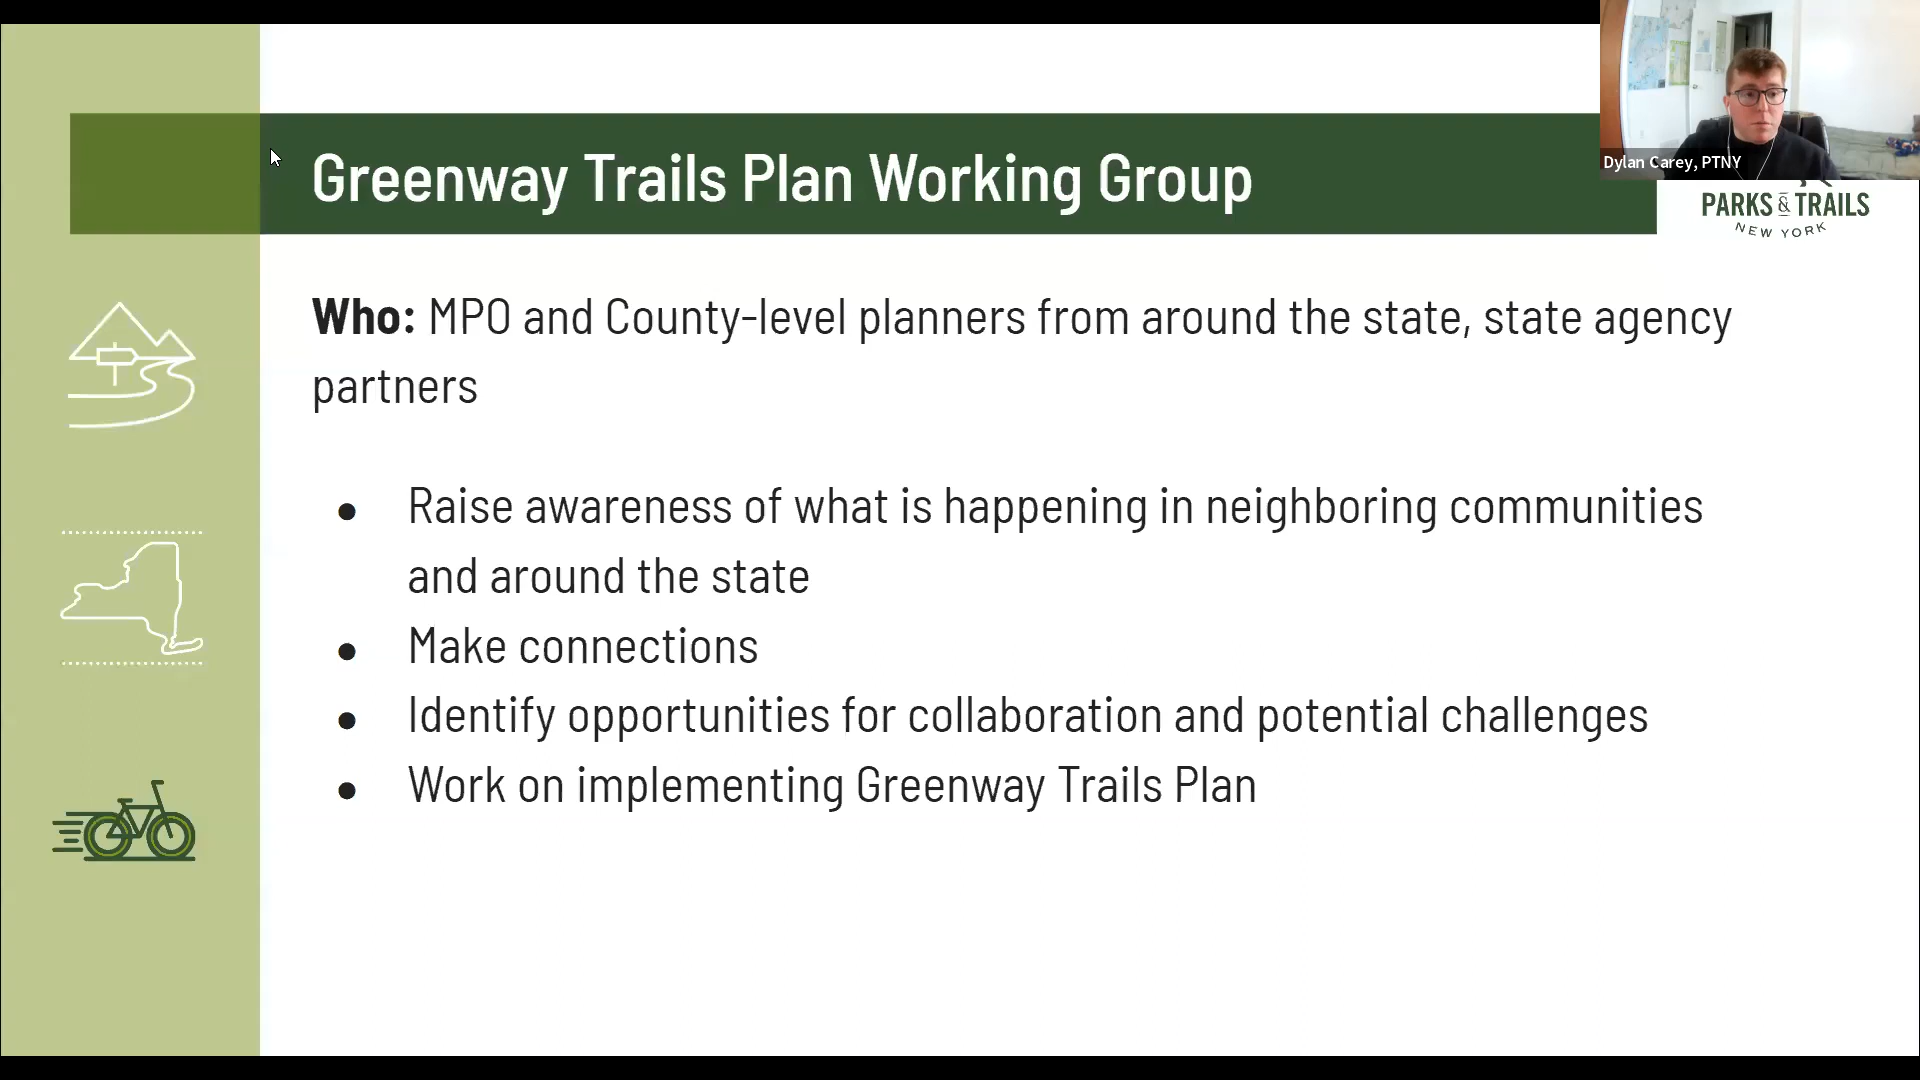 Dylan Carey, PTNY
Greenway Trails Plan Working Group
PARKS & TRAILS
NEW YORK
Who: MPO and County-level planners from around the state, state agency
partners
● Raise awareness of what is happening in neighboring communities
and around the state
● Make connections
● Identify opportunities for collaboration and potential challenges
● Work on implementing Greenway Trails Plan